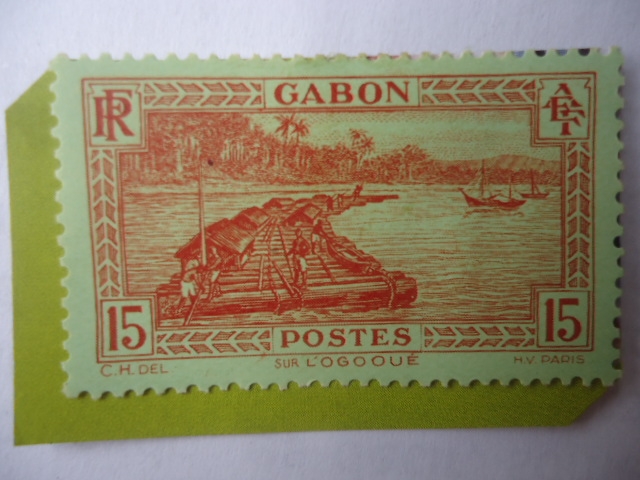 RF GABON AEF
15 POSTES 15
C.H. DEL SUR L'OGOOUÉ H.V. PARIS